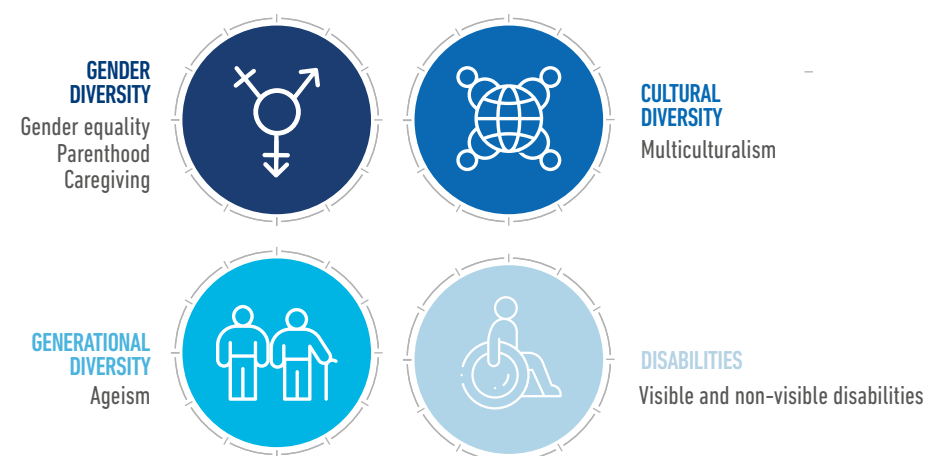 GENDER
DIVERSITY
Gender equality
Parenthood
Caregiving
CULTURAL
DIVERSITY
Multiculturalism
GENERATIONAL
DIVERSITY
Ageism
DISABILITIES
Visible and non-visible disabilities